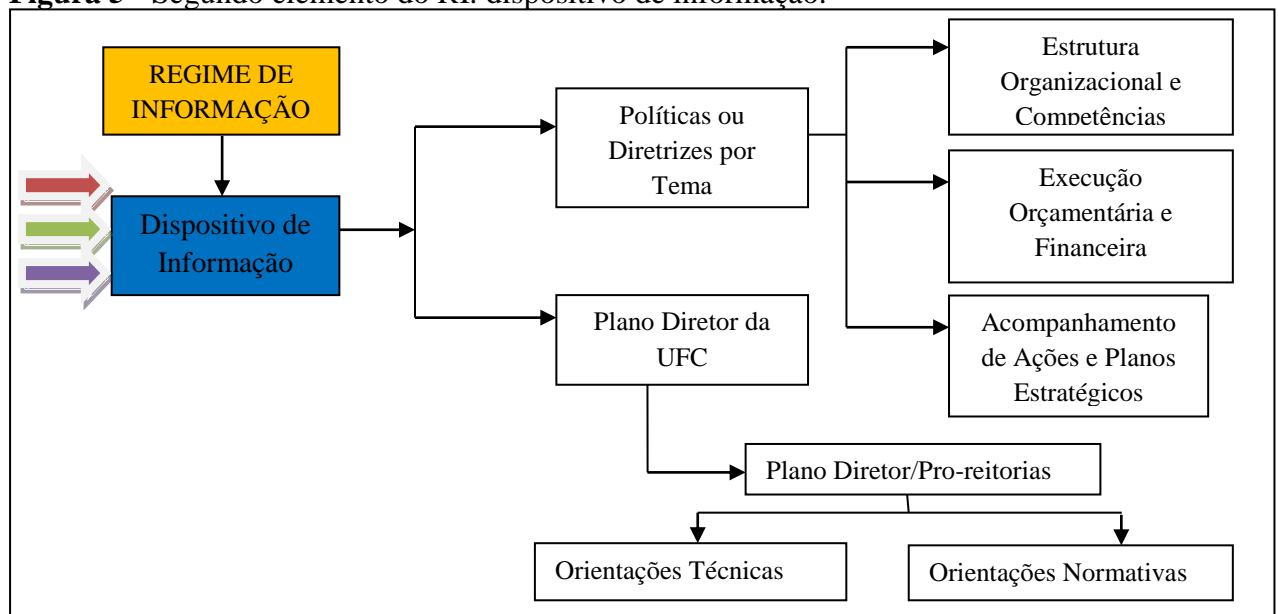 Figura 3 - Segundo elemento do RI: dispositivo de informação.
REGIME DE
INFORMAÇÃO
Dispositivo de
Informação
Políticas ou
Diretrizes por
Tema
Plano Diretor da
UFC
Estrutura
Organizacional e
Competências
Execução
Orçamentária e
Financeira
Acompanhamento
de Ações e Planos
Estratégicos
Plano Diretor/Pro-reitorias
Orientações Técnicas
Orientações Normativas